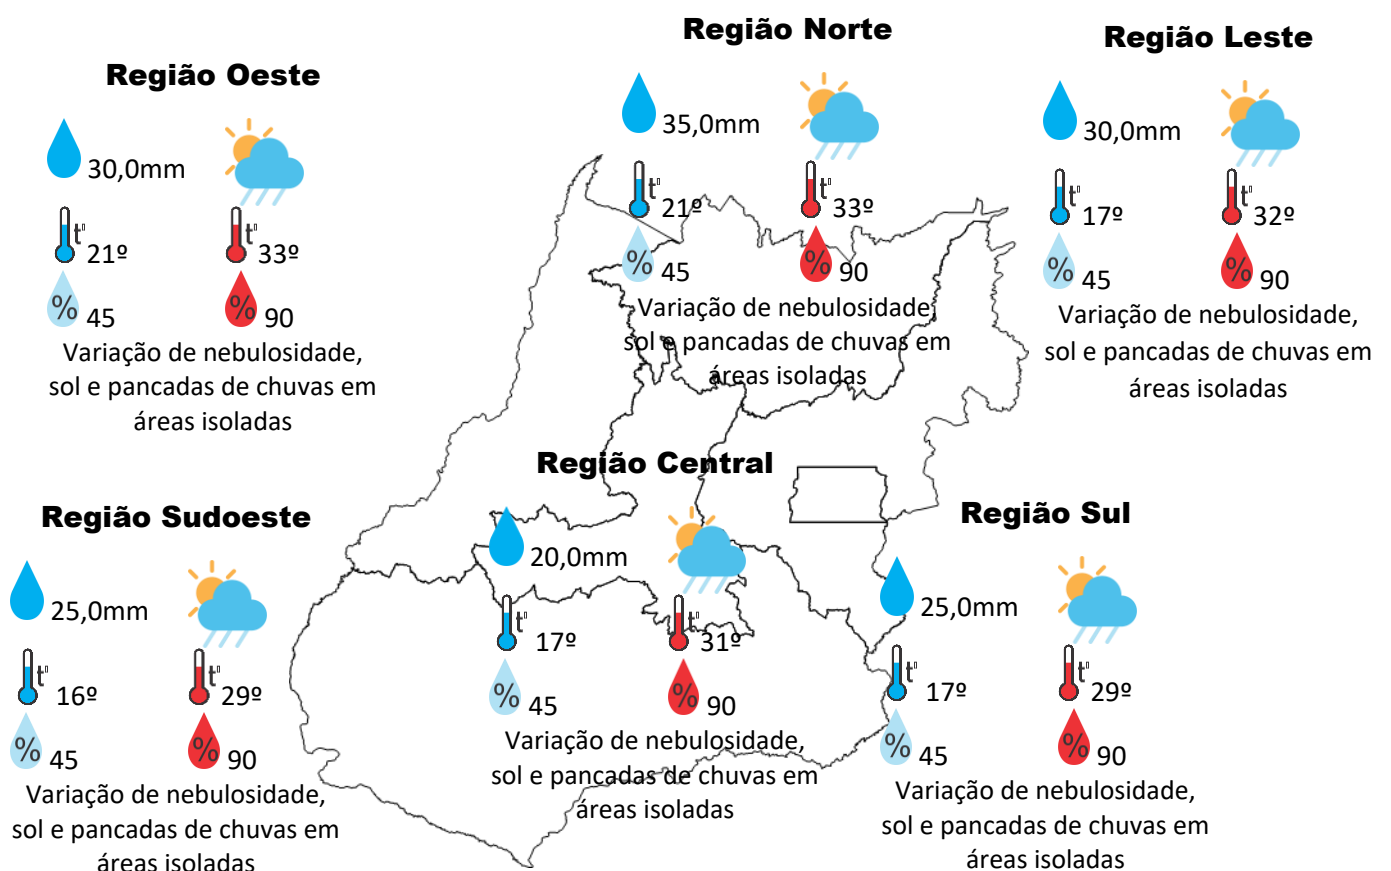 Região Norte
35,0mm
t° 21º
t° 33º
% 45
% 90
Variação de nebulosidade,
sol e pancadas de chuvas em
áreas isoladas
Região Leste
30,0mm
t° 17º
t° 32º
% 45
% 90
Variação de nebulosidade,
sol e pancadas de chuvas em
áreas isoladas
Região Oeste
30,0mm
t° 21º
t° 33º
% 45
% 90
Variação de nebulosidade,
sol e pancadas de chuvas em
áreas isoladas
Região Central
20,0mm
t° 17º
t° 31º
% 45
% 90
Variação de nebulosidade,
sol e pancadas de chuvas em
áreas isoladas
Região Sudoeste
25,0mm
t° 16º
t° 29º
% 45
% 90
Variação de nebulosidade,
sol e pancadas de chuvas em
áreas isoladas
Região Sul
25,0mm
t° 17º
t° 29º
% 45
% 90
Variação de nebulosidade,
sol e pancadas de chuvas em
áreas isoladas